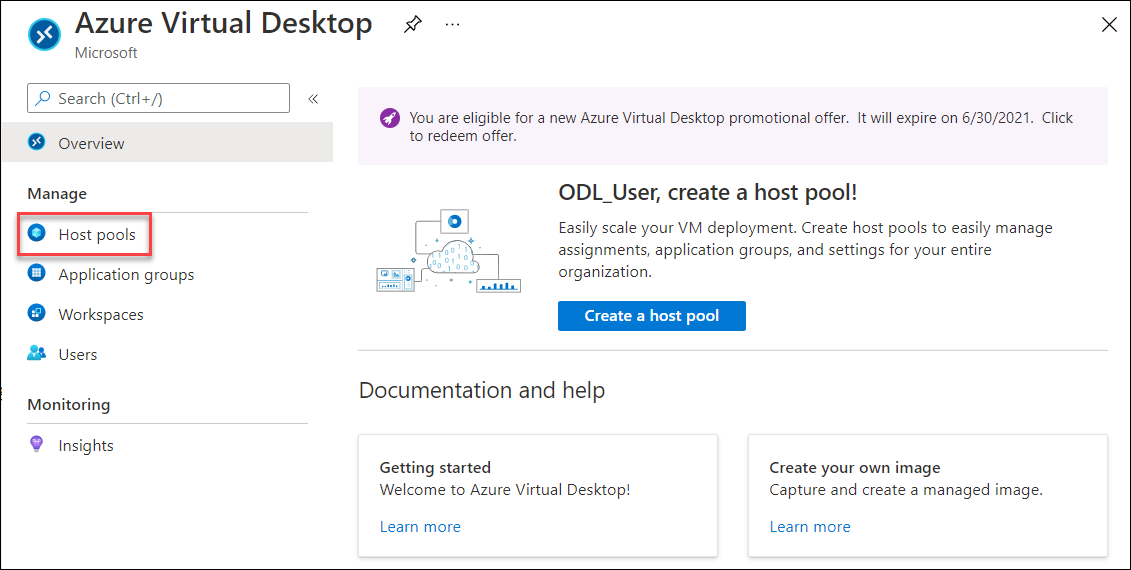 Azure Virtual Desktop
Microsoft
Search (Ctrl+/)
Overview
Manage
Host pools
Application groups
Workspaces
Users
Monitoring
Insights
You are eligible for a new Azure Virtual Desktop promotional offer. It will expire on 6/30/2021. Click
to redeem offer.
ODL_User, create a host pool!
Easily scale your VM deployment. Create host pools to easily manage
assignments, application groups, and settings for your entire
organization.
Create a host pool
Documentation and help
Getting started
Welcome to Azure Virtual Desktop!
Learn more
Create your own image
Capture and create a managed image.
Learn more